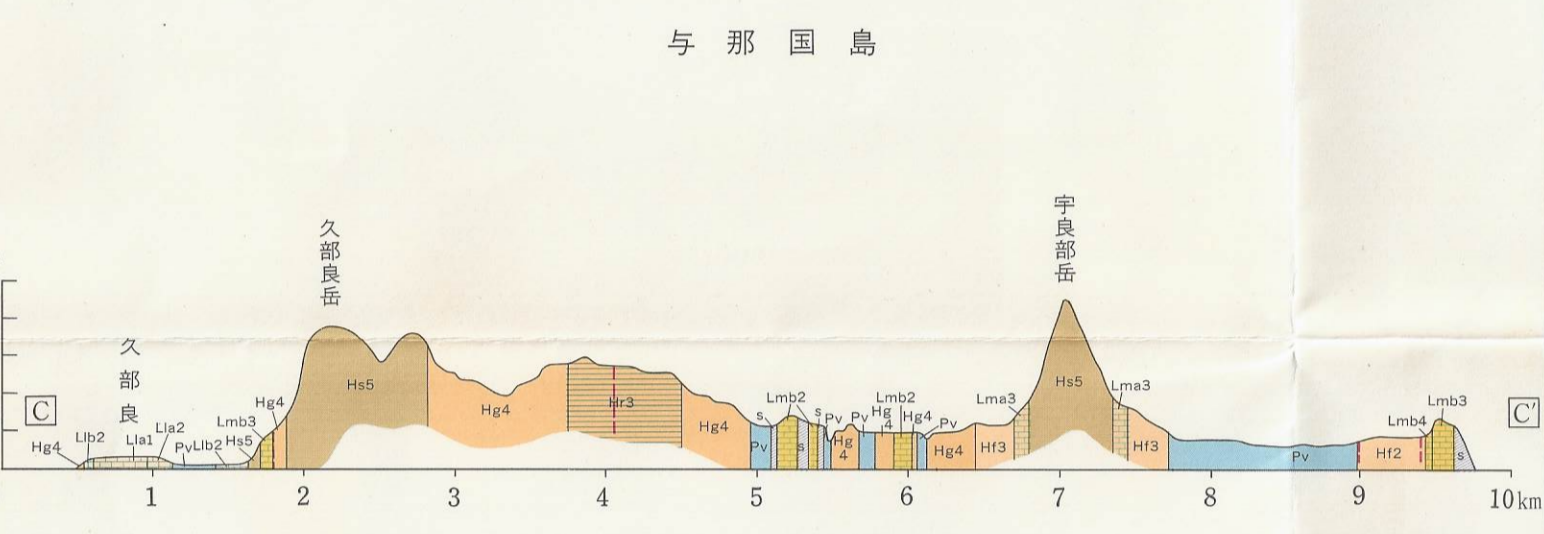 与那国島
宇良部岳
久部良岳
久部良
C
C'
Hg4
Llb2
Lla1
Lla2
Pv
Llb2
Hs5
Lmb3
Hg4
Hs5
Hg4
Hr3
Hg4
Pv
s
Lmb2
s
s
Pv
Hg
4
Pv
Hg
4
Lmb2
Hg4
Pv
Hg4
Hf3
Lma3
Hs5
Lma3
Hf3
Pv
Hf2
Lmb4
Lmb3
s
1 2 3 4 5 6 7 8 9 10 km